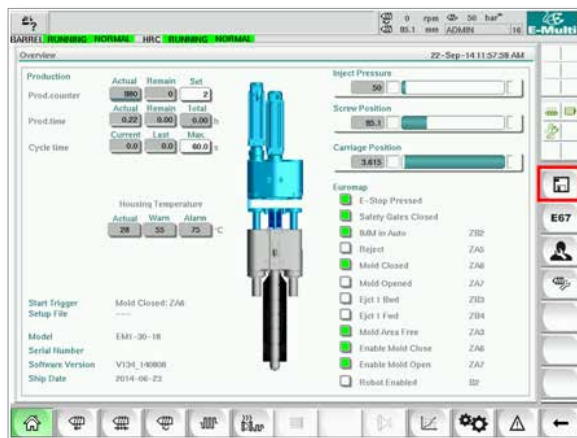 0 rpm 50 bar
85.1 mm ADMIN 16 E-Multi
BARREL RUNNING NORMAL HRC RUNNING NORMAL
Overview 22-Sep-14 11:57:58 AM
Production
Actual Remain Set
Prod.counter 980 0 2
Actual Remain Total
Prod.time 0.22 0.00 0.00 h
Current Last Max.
Cycle time 0.0 0.0 60.0 s
Housing Temperature
Actual Warn Alarm
28 55 75 °C
Start Trigger Mold Closed: ZA6
Setup File ----
Model EM1-30-18
Serial Number
Software Version V134_140808
Ship Date 2014-06-23
Inject Pressure
50
Screw Position
85.1
Carriage Position
3.615
Euromap
E-Stop Pressed
Safety Gates Closed
IMM in Auto ZB2
Reject ZA5
Mold Closed ZA6
Mold Opened ZA7
Ejct 1 Bwd ZB3
Ejct 1 Fwd ZB4
Mold Area Free ZA3
Enable Mold Close ZA6
Enable Mold Open ZA7
Robot Enabled B2
E67